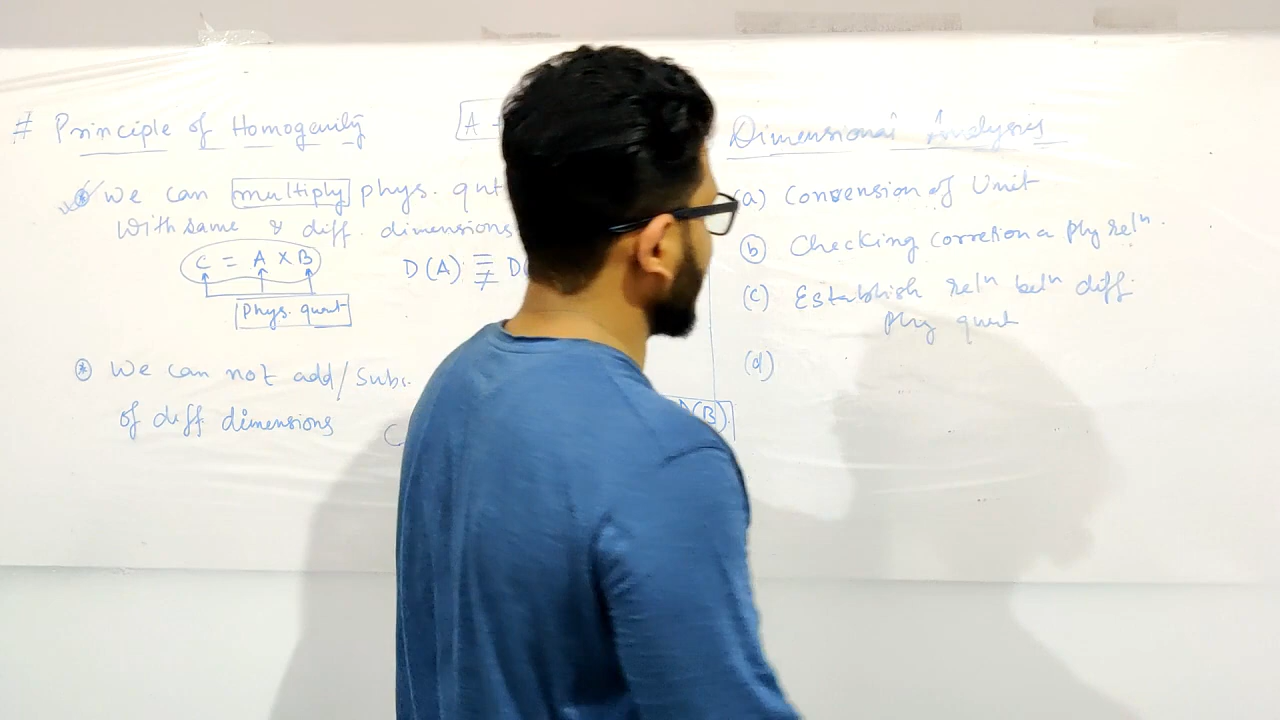 # Principle of Homogenity
we can multiply phys. qnt
with same & diff. dimensions
C = A × B
D(A)
Phys. qunt
We can not add/Subs.
of diff dimensions
D(B)
A
Dimensional Analysis
(a) Conversion of Unit
(b) Checking a phy relⁿ.
(c) Establish relⁿ betⁿ diff.
phy qunt
(d)